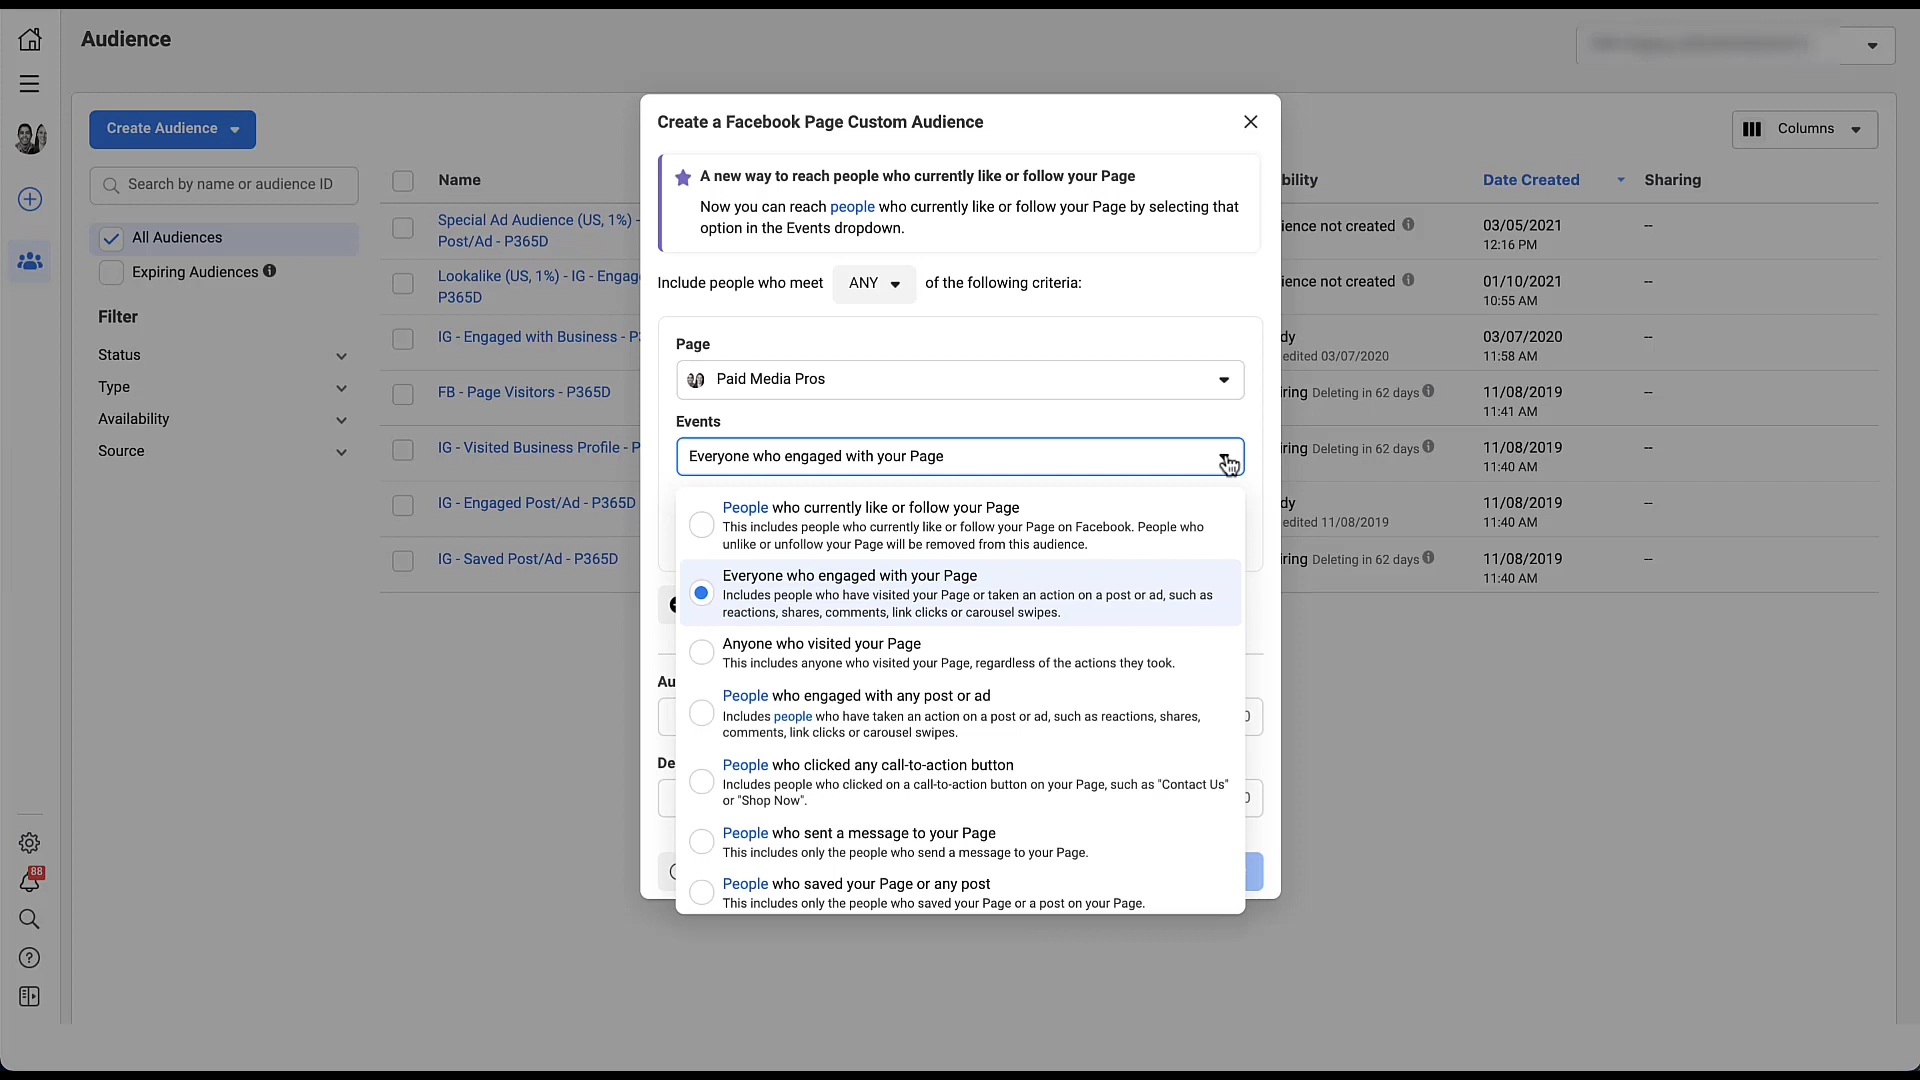 Audience
Create Audience
Search by name or audience ID
All Audiences
Expiring Audiences
Filter
Status
Type
Availability
Source
88
Name
Special Ad Audience (US, 1%) -
Post/Ad - P365D
Lookalike (US, 1%) - IG - Engage
P365D
IG - Engaged with Business - P3
FB - Page Visitors - P365D
IG - Visited Business Profile - P
IG - Engaged Post/Ad - P365D
IG - Saved Post/Ad - P365D
Create a Facebook Page Custom Audience
A new way to reach people who currently like or follow your Page
Now you can reach people who currently like or follow your Page by selecting that
option in the Events dropdown.
Include people who meet ANY of the following criteria:
Page
Paid Media Pros
Events
Everyone who engaged with your Page
People who currently like or follow your Page
This includes people who currently like or follow your Page on Facebook. People who
unlike or unfollow your Page will be removed from this audience.
Everyone who engaged with your Page
Includes people who have visited your Page or taken an action on a post or ad, such as
reactions, shares, comments, link clicks or carousel swipes.
Anyone who visited your Page
This includes anyone who visited your Page, regardless of the actions they took.
Au
People who engaged with any post or ad
Includes people who have taken an action on a post or ad, such as reactions, shares,
comments, link clicks or carousel swipes.
0
De
People who clicked any call-to-action button
Includes people who clicked on a call-to-action button on your Page, such as "Contact Us"
or "Shop Now".
0
People who sent a message to your Page
This includes only the people who send a message to your Page.
People who saved your Page or any post
This includes only the people who saved your Page or a post on your Page.
Columns
bility Date Created Sharing
ience not created 03/05/2021 --
12:16 PM
ience not created 01/10/2021 --
10:55 AM
dy 03/07/2020 --
edited 03/07/2020 11:58 AM
iring Deleting in 62 days 11/08/2019 --
11:41 AM
iring Deleting in 62 days 11/08/2019 --
11:40 AM
dy 11/08/2019 --
edited 11/08/2019 11:40 AM
iring Deleting in 62 days 11/08/2019 --
11:40 AM